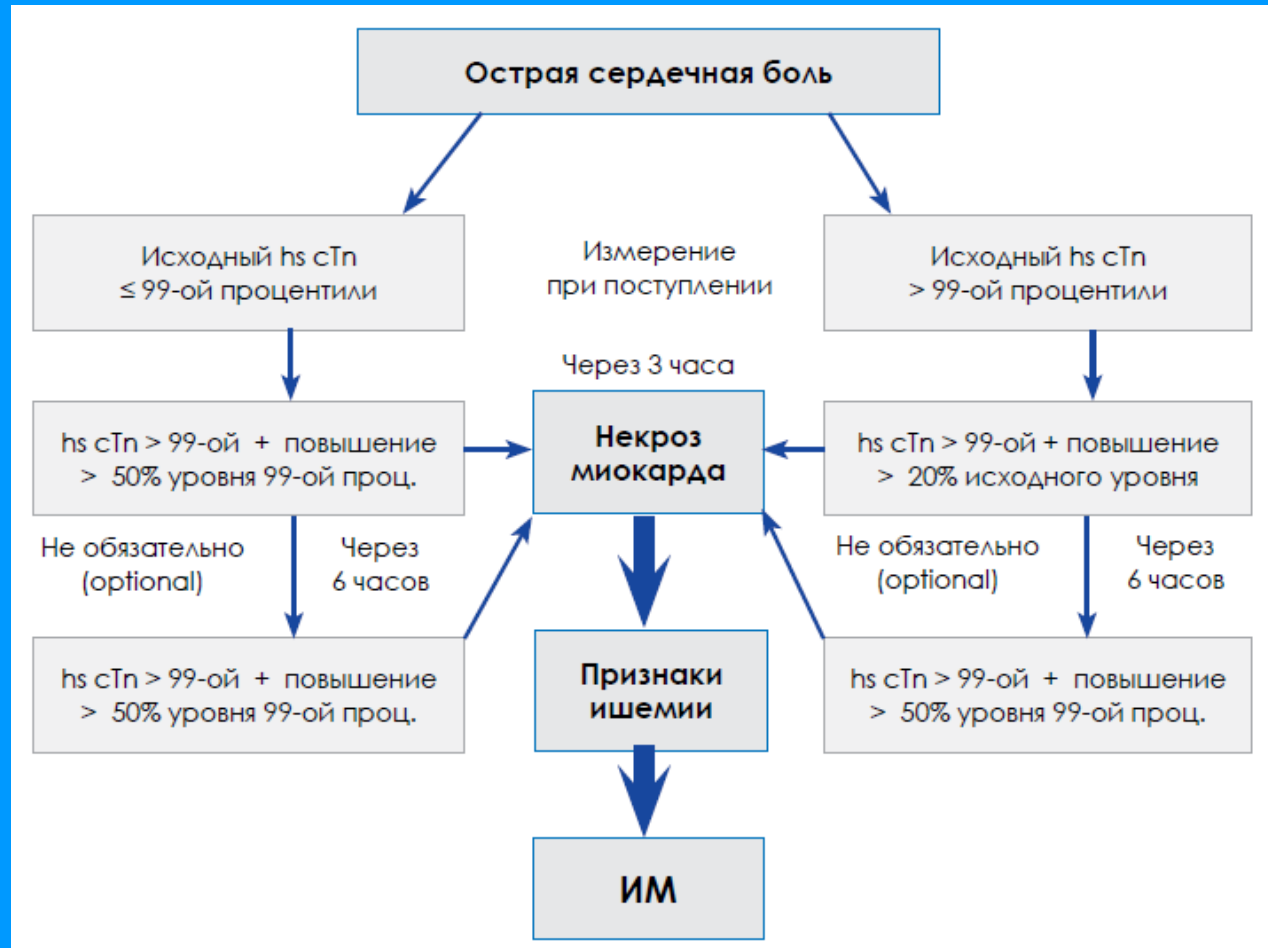 Острая сердечная боль
Исходный hs cTn
≤ 99-ой процентили
Измерение
при поступлении
Исходный hs cTn
> 99-ой процентили
Через 3 часа
hs cTn > 99-ой + повышение
> 50% уровня 99-ой проц.
Некроз
миокарда
hs cTn > 99-ой + повышение
> 20% исходного уровня
Не обязательно
(optional)
Через
6 часов
Не обязательно
(optional)
Через
6 часов
hs cTn > 99-ой + повышение
> 50% уровня 99-ой проц.
Признаки
ишемии
hs cTn > 99-ой + повышение
> 50% уровня 99-ой проц.
ИМ